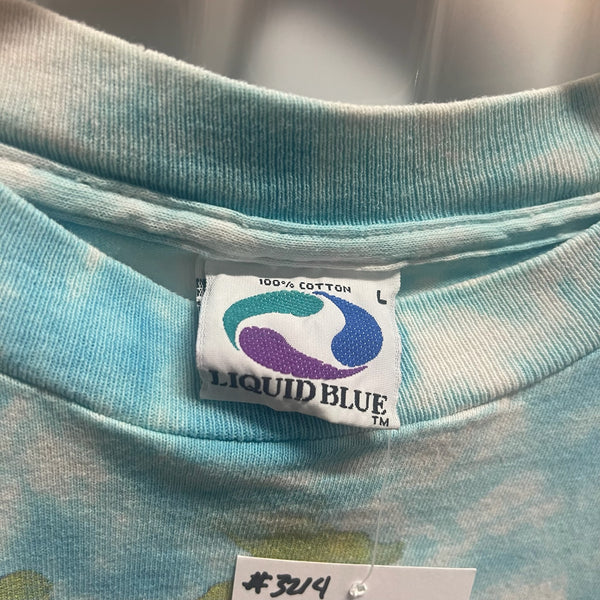 100% COTTON
L
LIQUID BLUE
TM
#3214